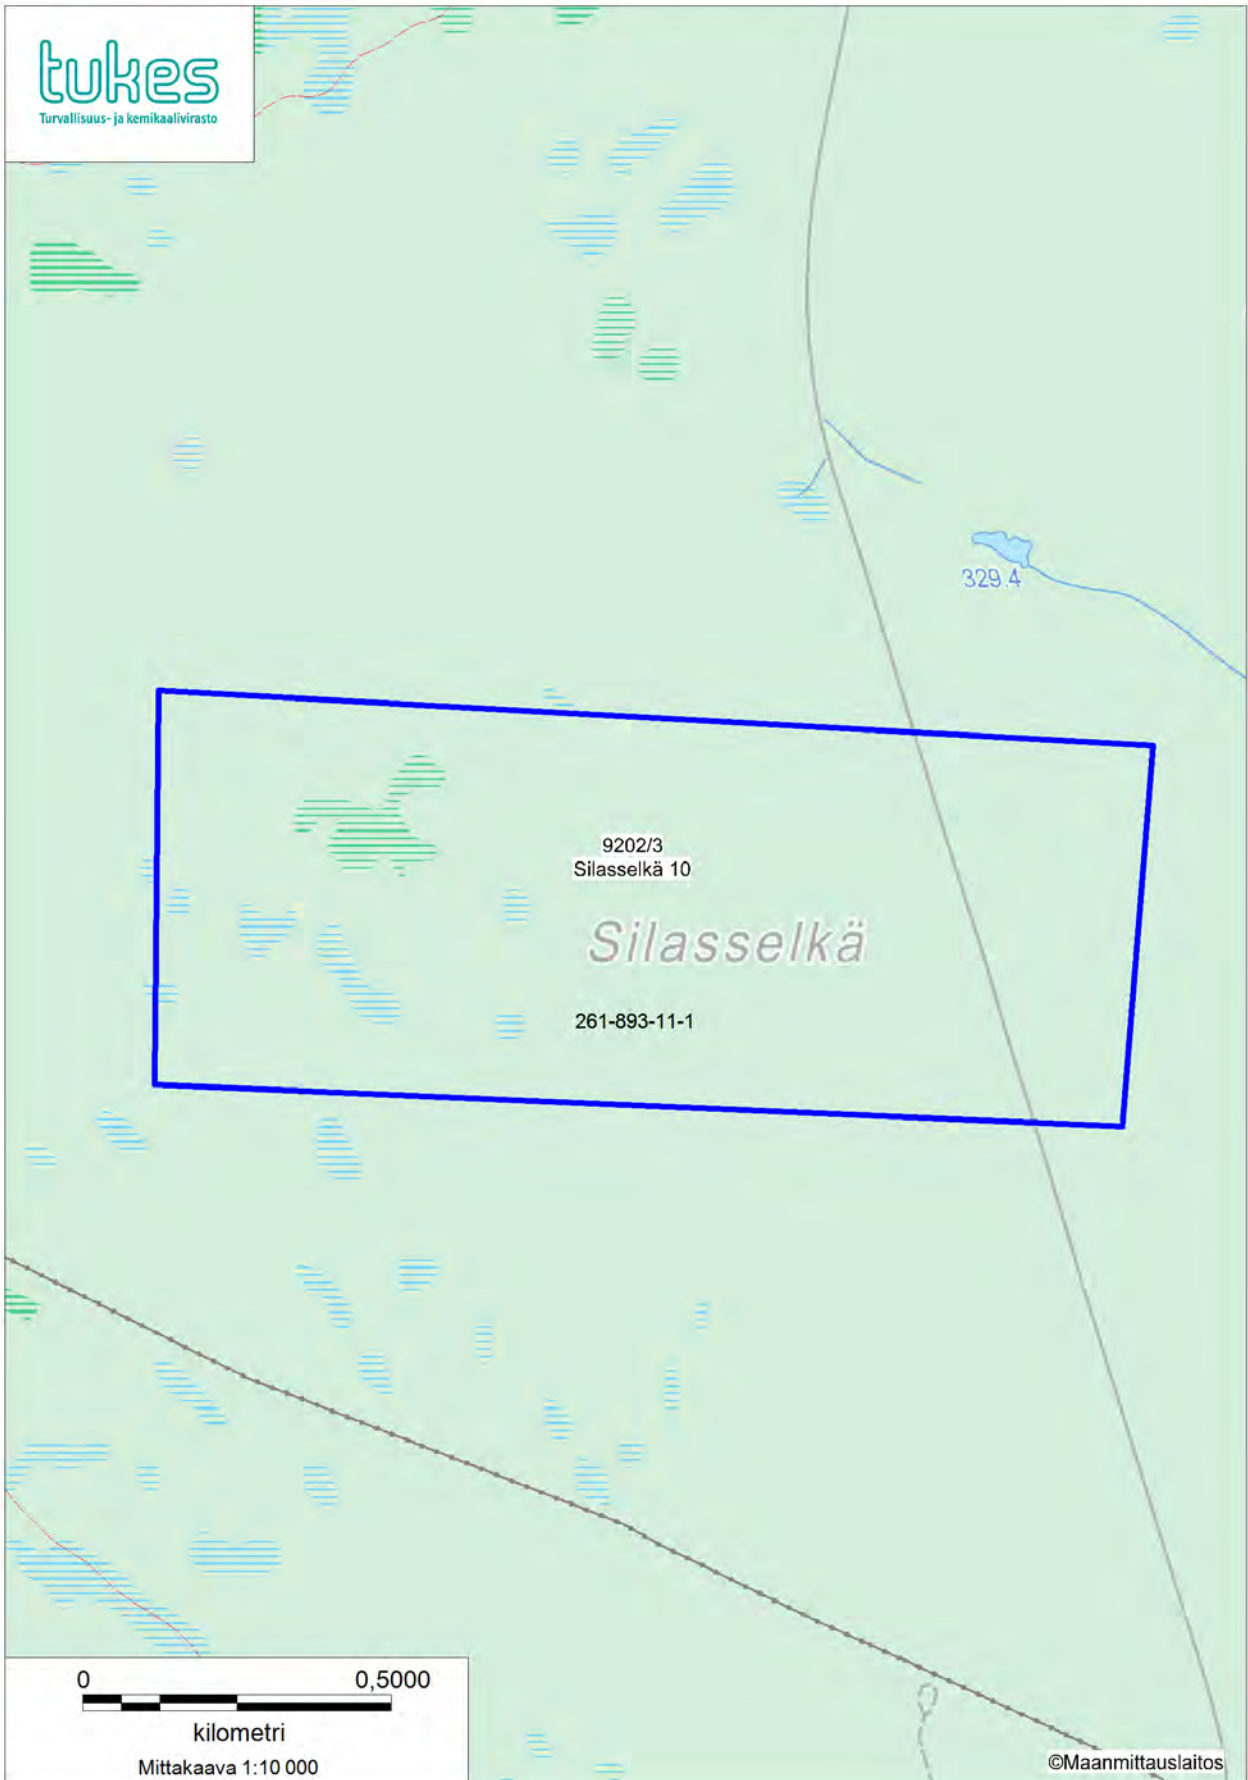 tukes
Turvallisuus- ja kemikaalivirasto
329.4
9202/3
Silasselkä 10
Silasselkä
261-893-11-1
0 0,5000
kilometri
Mittakaava 1:10 000
©Maanmittauslaitos